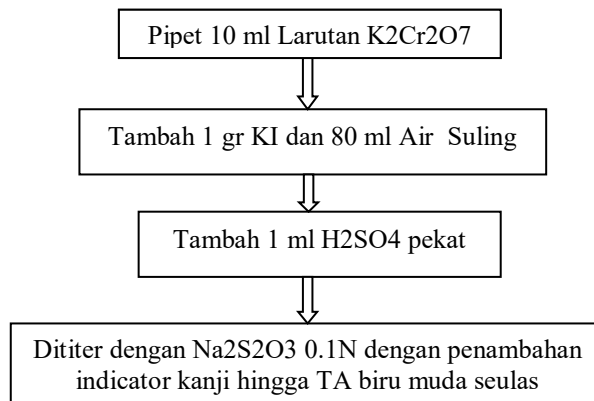 Pipet 10 ml Larutan K2Cr2O7
Tambah 1 gr KI dan 80 ml Air Suling
Tambah 1 ml H2SO4 pekat
Dititer dengan Na2S2O3 0.1N dengan penambahan
indicator kanji hingga TA biru muda seulas